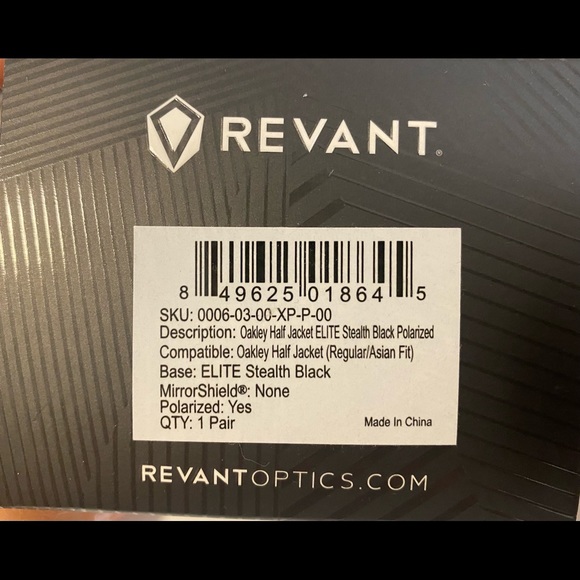 REVANT®
8 49625 01864 5
SKU: 0006-03-00-XP-P-00
Description: Oakley Half Jacket ELITE Stealth Black Polarized
Compatible: Oakley Half Jacket (Regular/Asian Fit)
Base: ELITE Stealth Black
MirrorShield®: None
Polarized: Yes
QTY: 1 Pair Made In China
REVANTOPTICS.COM